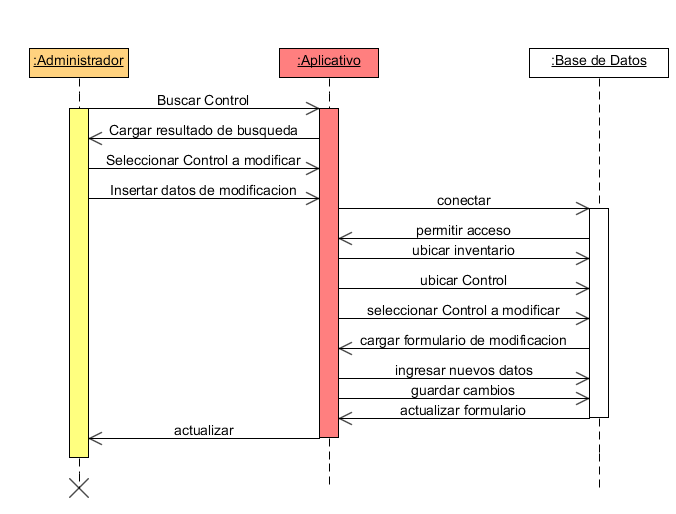 :Administrador
:Aplicativo
:Base de Datos
Buscar Control
Cargar resultado de busqueda
Seleccionar Control a modificar
Insertar datos de modificacion
conectar
permitir acceso
ubicar inventario
ubicar Control
seleccionar Control a modificar
cargar formulario de modificacion
ingresar nuevos datos
guardar cambios
actualizar formulario
actualizar